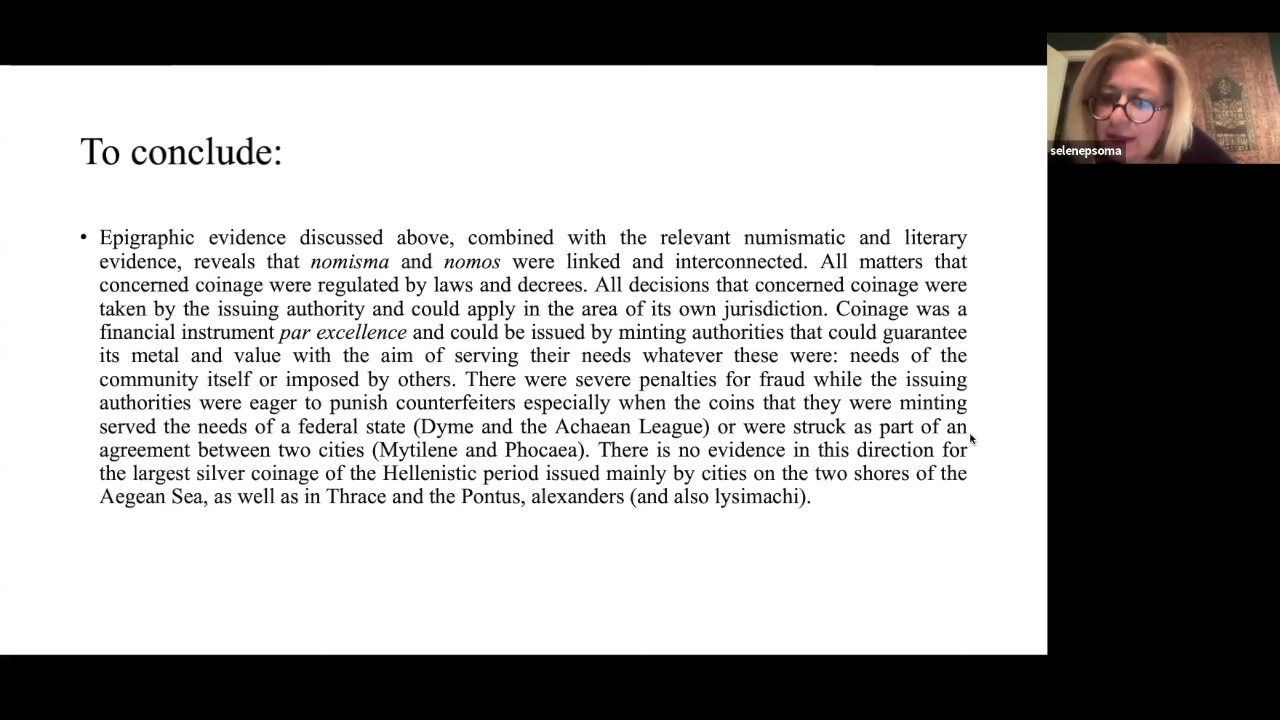 To conclude:
• Epigraphic evidence discussed above, combined with the relevant numismatic and literary
evidence, reveals that nomisma and nomos were linked and interconnected. All matters that
concerned coinage were regulated by laws and decrees. All decisions that concerned coinage were
taken by the issuing authority and could apply in the area of its own jurisdiction. Coinage was a
financial instrument par excellence and could be issued by minting authorities that could guarantee
its metal and value with the aim of serving their needs whatever these were: needs of the
community itself or imposed by others. There were severe penalties for fraud while the issuing
authorities were eager to punish counterfeiters especially when the coins that they were minting
served the needs of a federal state (Dyme and the Achaean League) or were struck as part of an
agreement between two cities (Mytilene and Phocaea). There is no evidence in this direction for
the largest silver coinage of the Hellenistic period issued mainly by cities on the two shores of the
Aegean Sea, as well as in Thrace and the Pontus, alexanders (and also lysimachi).
selenepsoma